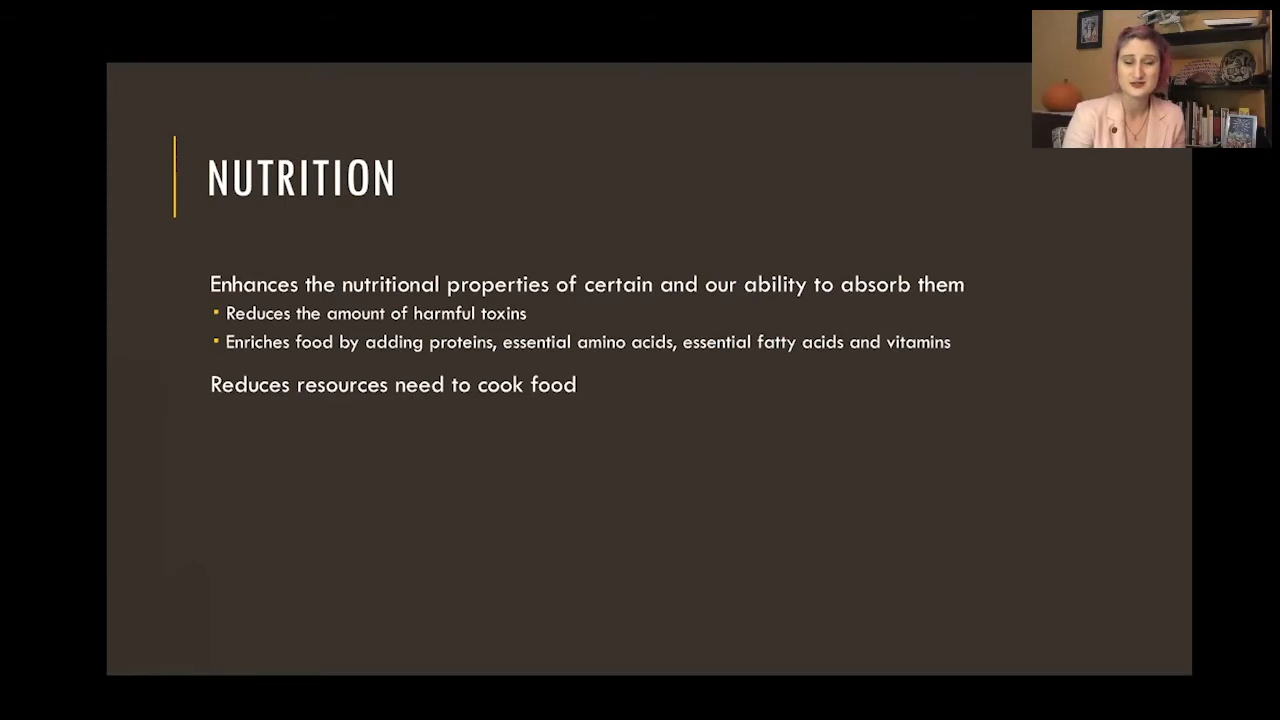 NUTRITION
Enhances the nutritional properties of certain and our ability to absorb them
Reduces the amount of harmful toxins
Enriches food by adding proteins, essential amino acids, essential fatty acids and vitamins
Reduces resources need to cook food